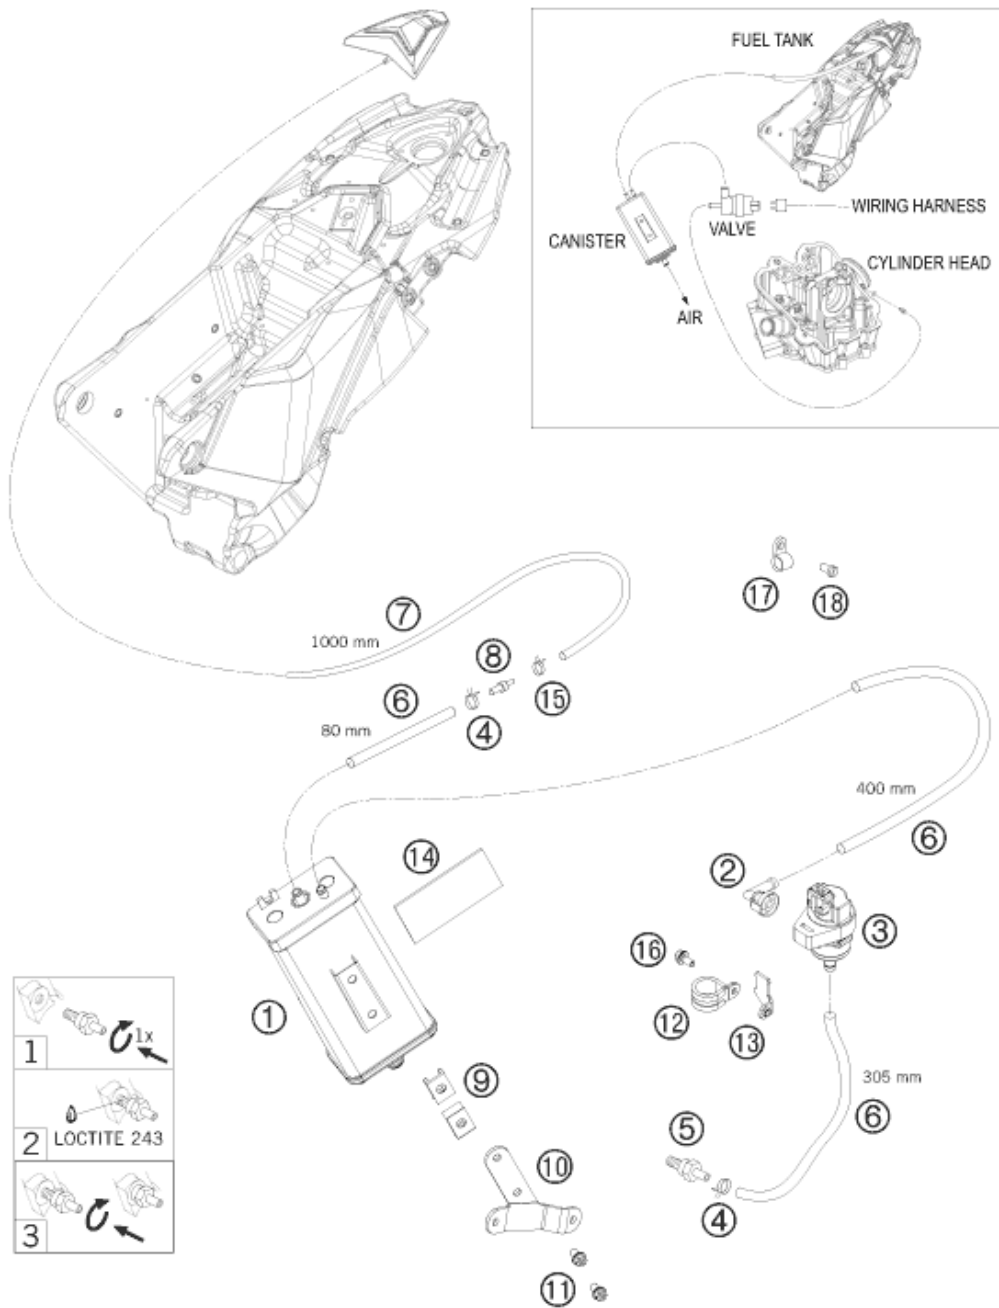 FUEL TANK
WIRING HARNESS
VALVE
CANISTER
CYLINDER HEAD
AIR
17
18
7
1000 mm
8
15
6
4
80 mm
400 mm
6
14
2
3
16
12
13
1
305 mm
6
9
5
4
10
11
1x
1
LOCTITE 243
2
3